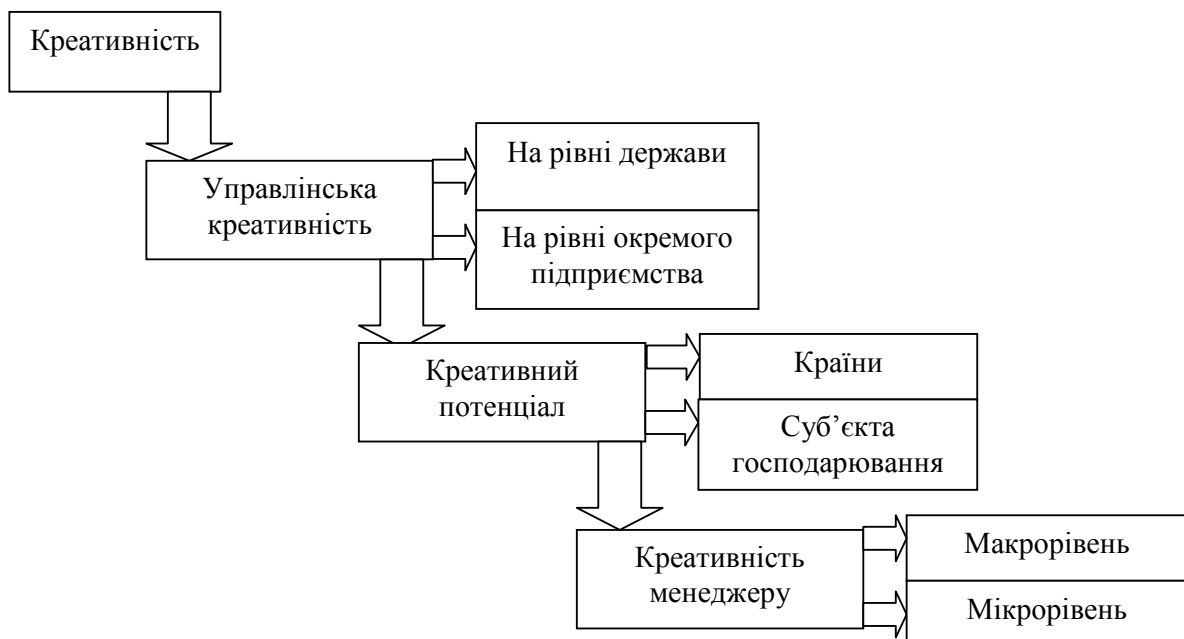 Креативність
На рівні держави
Управлінська
креативність
На рівні окремого
підприємства
Креативний
потенціал
Країни
Суб’єкта
господарювання
Креативність
менеджеру
Макрорівень
Мікрорівень